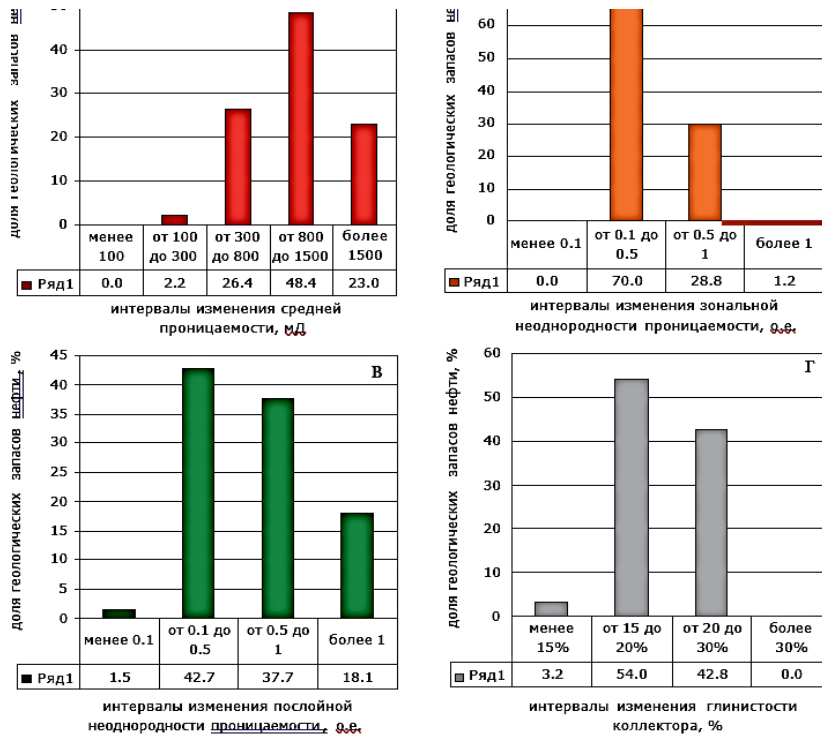 доля геологических запасов не
50
40
30
20
10
0
менее 100
от 100 до 300
от 300 до 800
от 800 до 1500
более 1500
Ряд1 0.0 2.2 26.4 48.4 23.0
интервалы изменения средней
проницаемости, мД
доля геологических запасов не
60
50
40
30
20
10
0
менее 0.1
от 0.1 до 0.5
от 0.5 до 1
более 1
Ряд1 0.0 70.0 28.8 1.2
интервалы изменения зональной
неоднородности проницаемости, о.е.
доля геологических запасов нефти, %
В
45
40
35
30
25
20
15
10
5
0
менее 0.1
от 0.1 до 0.5
от 0.5 до 1
более 1
Ряд1 1.5 42.7 37.7 18.1
интервалы изменения послойной
неоднородности проницаемости, о.е.
доля геологических запасов нефти, %
Г
60
50
40
30
20
10
0
менее 15%
от 15 до 20%
от 20 до 30%
более 30%
Ряд1 3.2 54.0 42.8 0.0
интервалы изменения глинистости
коллектора, %